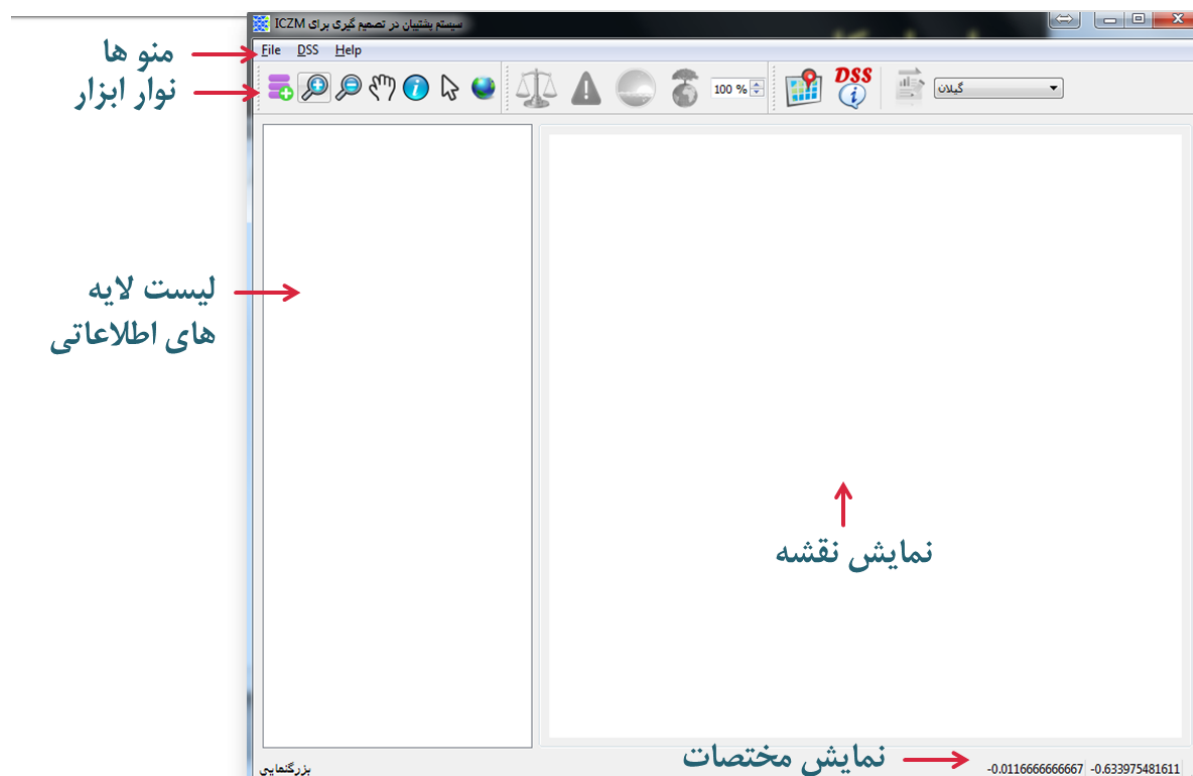 سیستم پشتیبان در تصمیم گیری برای ICZM
File DSS Help
منو ها
نوار ابزار
100 %
DSS
گیلان
لیست لایه
های اطلاعاتی
نمایش نقشه
نمایش مختصات
بزرگنمایی
-0.0116666666667 -0.633975481611